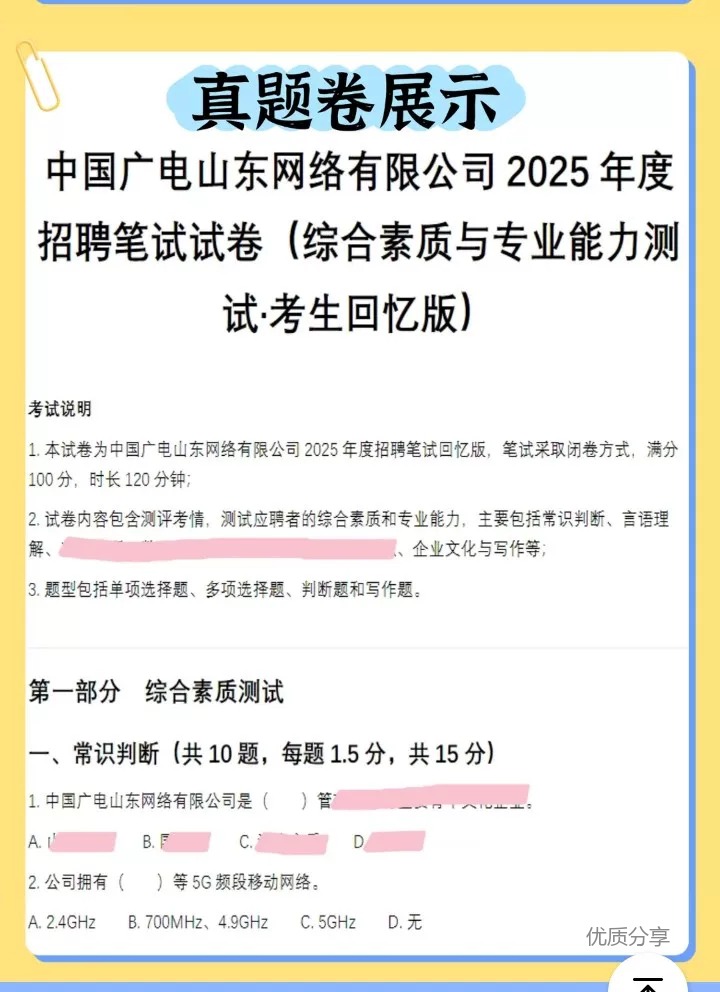 真题卷展示
中国广电山东网络有限公司 2025 年度
招聘笔试试卷（综合素质与专业能力测
试·考生回忆版）
考试说明
1. 本试卷为中国广电山东网络有限公司 2025 年度招聘笔试回忆版，笔试采取闭卷方式，满分
100 分，时长 120 分钟；
2. 试卷内容包含测评考情，测试应聘者的综合素质和专业能力，主要包括常识判断、言语理
解、、企业文化与写作等；
3. 题型包括单项选择题、多项选择题、判断题和写作题。
第一部分 综合素质测试
一、常识判断（共 10 题，每题 1.5 分，共 15 分）
1. 中国广电山东网络有限公司是（ ）管
A. B. C. D
2. 公司拥有（ ）等 5G 频段移动网络。
A. 2.4GHz B. 700MHz、4.9GHz C. 5GHz D. 无
优质分享